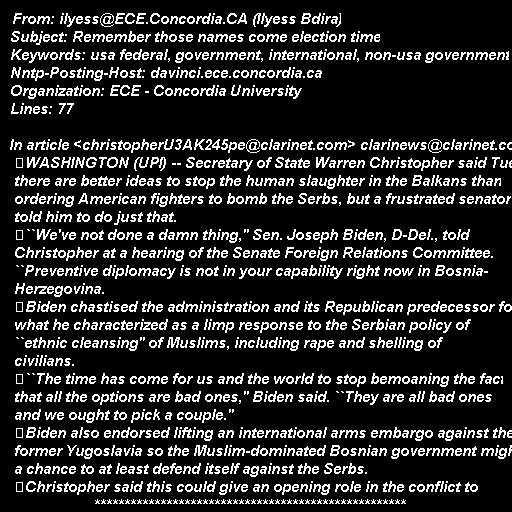 From: ilyess@ECE.Concordia.CA (Ilyess Bdira)
Subject: Remember those names come election time
Keywords: usa federal, government, international, non-usa government
Nntp-Posting-Host: davinci.ece.concordia.ca
Organization: ECE - Concordia University
Lines: 77

In article <christopherU3AK245pe@clarinet.com> clarinews@clarinet.co
WASHINGTON (UPI) -- Secretary of State Warren Christopher said Tue
there are better ideas to stop the human slaughter in the Balkans than
ordering American fighters to bomb the Serbs, but a frustrated senator
told him to do just that.
``We've not done a damn thing,'' Sen. Joseph Biden, D-Del., told
Christopher at a hearing of the Senate Foreign Relations Committee.
``Preventive diplomacy is not in your capability right now in Bosnia-
Herzegovina.
Biden chastised the administration and its Republican predecessor fo
what he characterized as a limp response to the Serbian policy of
``ethnic cleansing'' of Muslims, including rape and shelling of
civilians.
``The time has come for us and the world to stop bemoaning the fact
that all the options are bad ones,'' Biden said. ``They are all bad ones
and we ought to pick a couple.''
Biden also endorsed lifting an international arms embargo against the
former Yugoslavia so the Muslim-dominated Bosnian government migh
a chance to at least defend itself against the Serbs.
Christopher said this could give an opening role in the conflict to
****************************************************